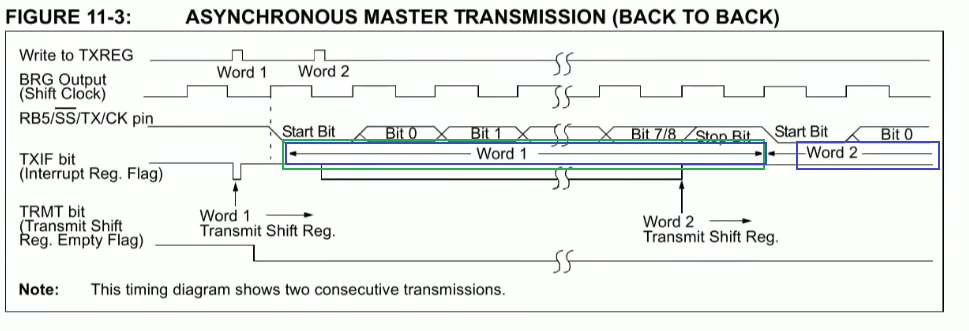 FIGURE 11-3: ASYNCHRONOUS MASTER TRANSMISSION (BACK TO BACK)
Write to TXREG
Word 1 Word 2
BRG Output
(Shift Clock)
RB5/SS/TX/CK pin
Start Bit Bit 0 Bit 1 Bit 7/8 Stop Bit Start Bit Bit 0
Word 1 Word 2
TXIF bit
(Interrupt Reg. Flag)
Word 1
Transmit Shift Reg.
Word 2
Transmit Shift Reg.
TRMT bit
(Transmit Shift
Reg. Empty Flag)
Note: This timing diagram shows two consecutive transmissions.